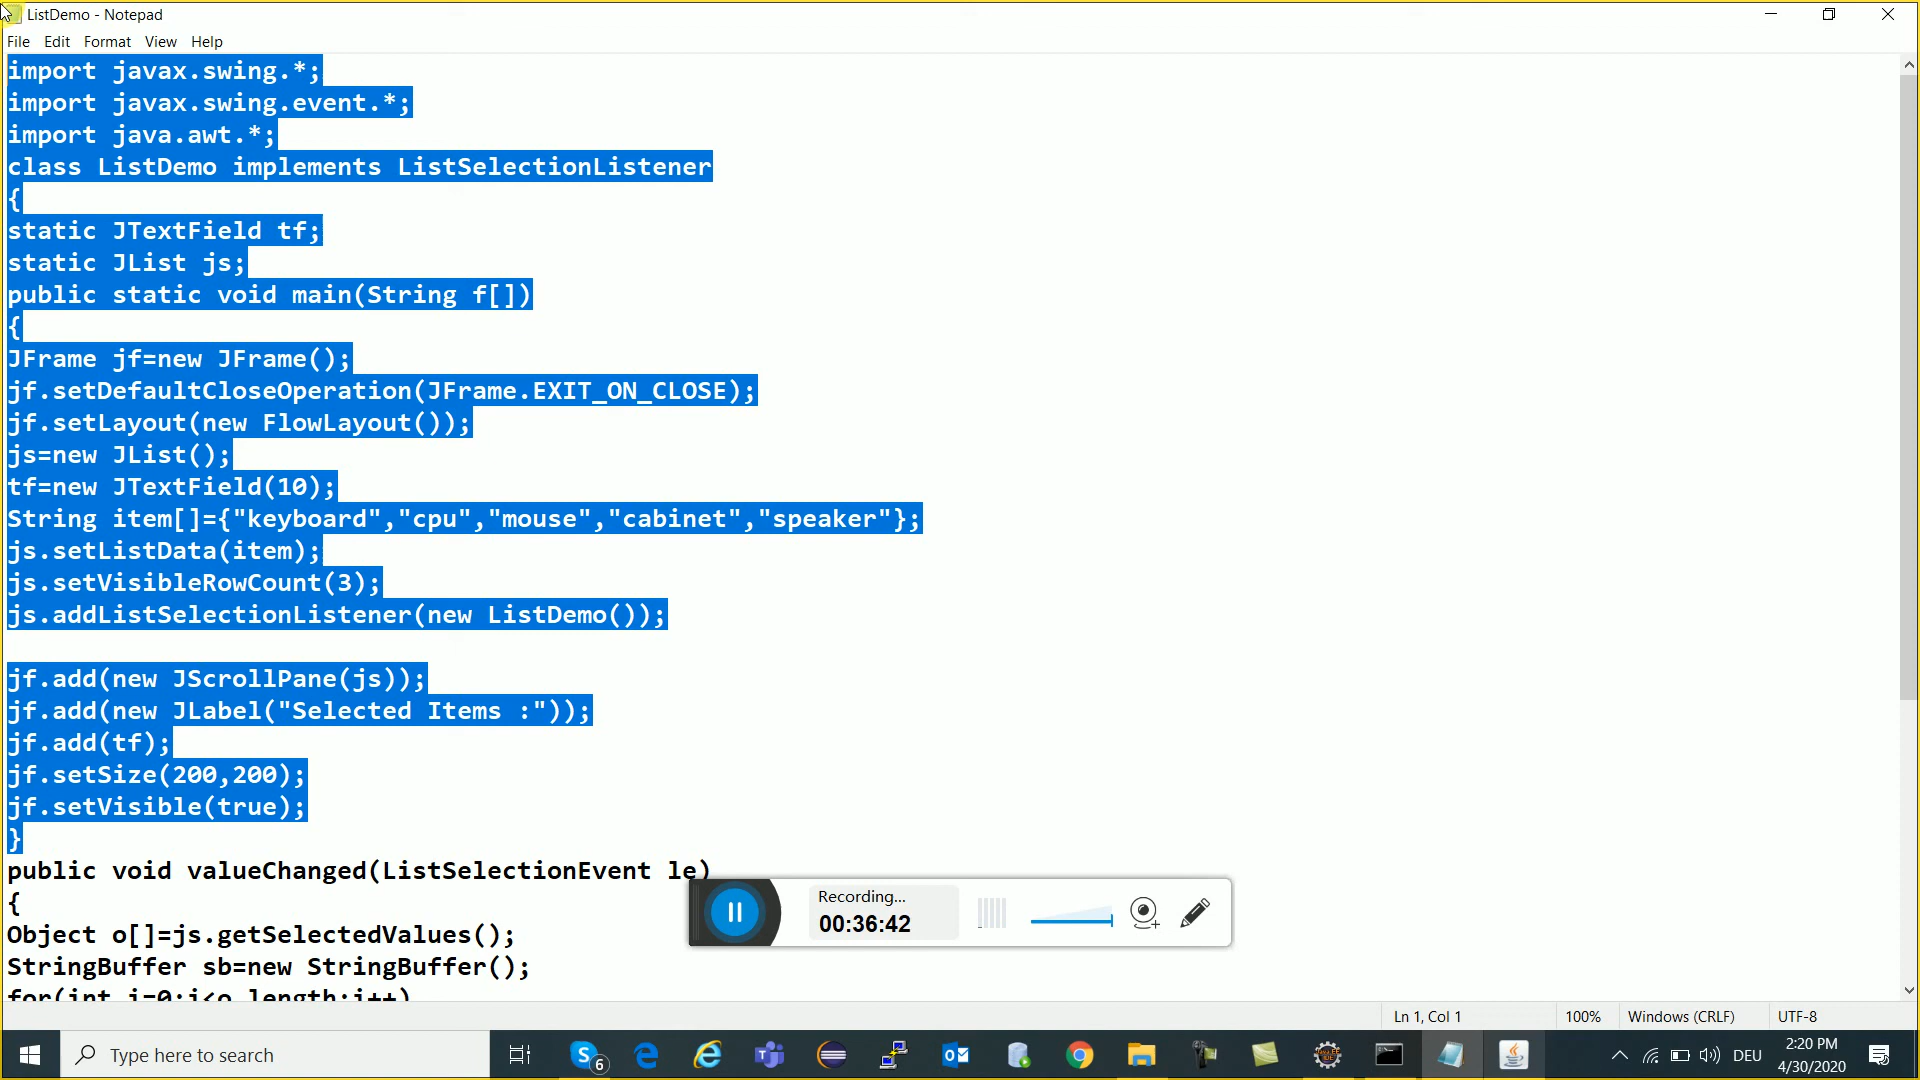 ListDemo - Notepad
File Edit Format View Help
import javax.swing.*;
import javax.swing.event.*;
import java.awt.*;
class ListDemo implements ListSelectionListener
{
static JTextField tf;
static JList js;
public static void main(String f[])
{
JFrame jf=new JFrame();
jf.setDefaultCloseOperation(JFrame.EXIT_ON_CLOSE);
jf.setLayout(new FlowLayout());
js=new JList();
tf=new JTextField(10);
String item[]={"keyboard","cpu","mouse","cabinet","speaker"};
js.setListData(item);
js.setVisibleRowCount(3);
js.addListSelectionListener(new ListDemo());
jf.add(new JScrollPane(js));
jf.add(new JLabel("Selected Items :"));
jf.add(tf);
jf.setSize(200,200);
jf.setVisible(true);
}
public void valueChanged(ListSelectionEvent le)
{
Object o[]=js.getSelectedValues();
StringBuffer sb=new StringBuffer();
for(int i=0;i<o.length;i++)
Recording...
00:36:42
Ln 1, Col 1 100% Windows (CRLF) UTF-8
Type here to search
6
DEU
2:20 PM
4/30/2020